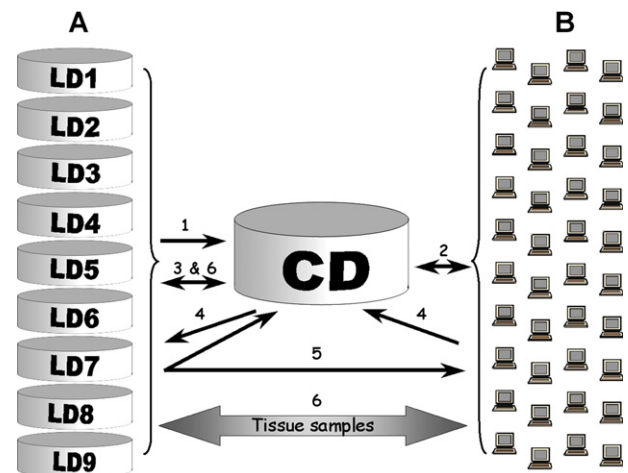 A
B
LD1
LD2
LD3
LD4
LD5
LD6
LD7
LD8
LD9
1
CD
2
3 & 6
4
4
5
6
Tissue samples